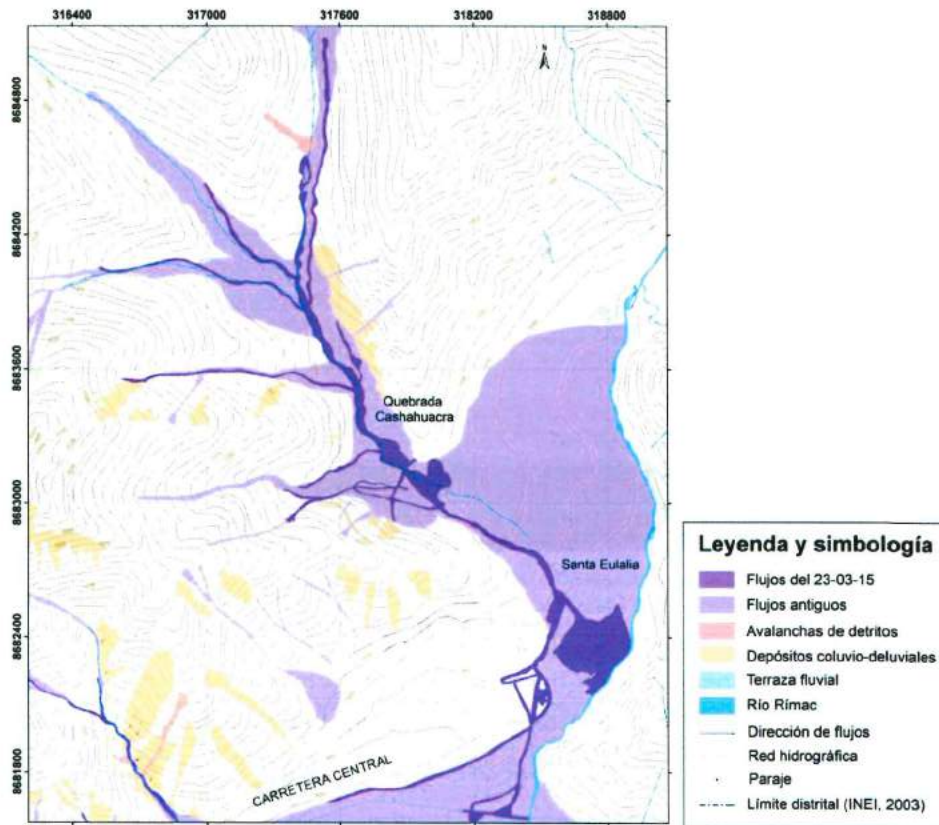 316400 317000 317600 318200 318800
N
8684800
8684200
8683600
8683000
8682400
8681800
Quebrada
Cashahuacra
Santa Eulalia
CARRETERA CENTRAL
Leyenda y simbología
Flujos del 23-03-15
Flujos antiguos
Avalanchas de detritos
Depósitos coluvio-deluviales
Terraza fluvial
Río Rímac
Dirección de flujos
Red hidrográfica
Paraje
Límite distrital (INEI, 2003)